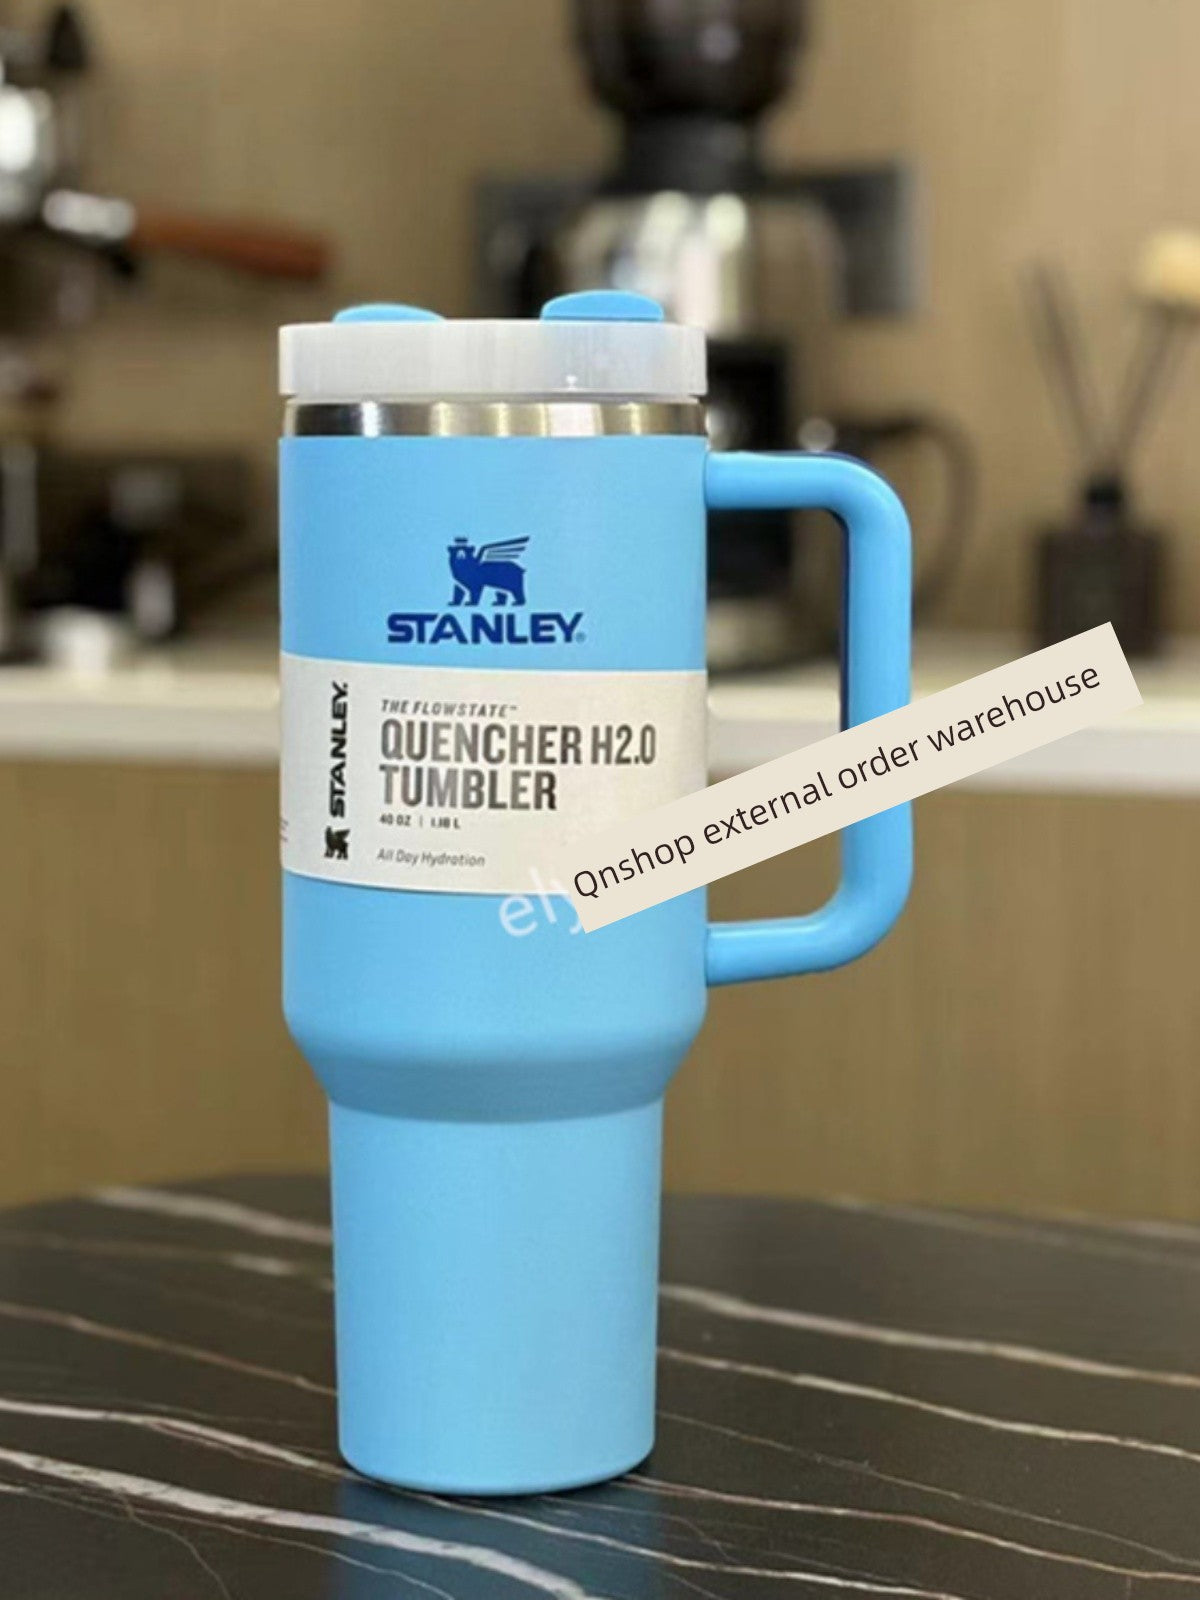 STANLEY®
STANLEY.
THE FLOWSTATE™
QUENCHER H2.0
TUMBLER
40 OZ | 1.18 L
All Day Hydration
ely
Qnshop external order warehouse